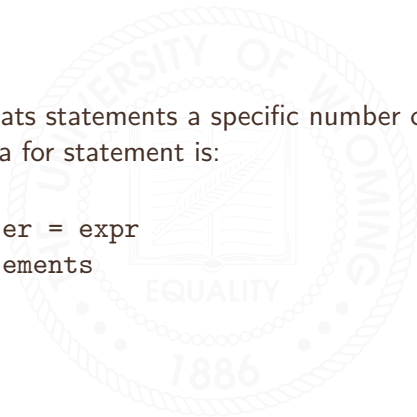 ats statements a specific number
a for statement is:
er = expr
ements
UNIVERSITY OF WYOMING
EQUALITY
1886